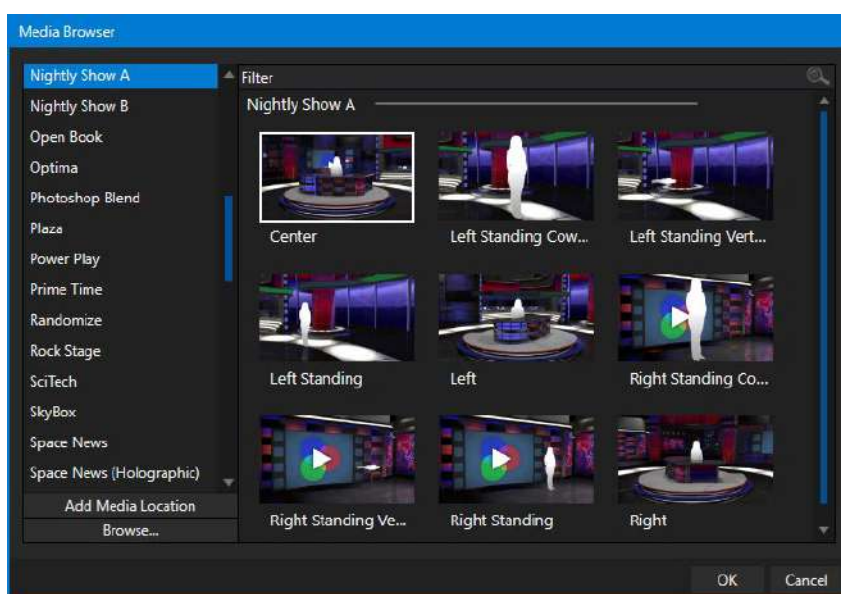 Media Browser
Nightly Show A
Nightly Show B
Open Book
Optima
Photoshop Blend
Plaza
Power Play
Prime Time
Randomize
Rock Stage
SciTech
SkyBox
Space News
Space News (Holographic)
Add Media Location
Browse...
Filter
Nightly Show A
Center
Left Standing Cow...
Left Standing Vert...
Left Standing
Left
Right Standing Co...
Right Standing Ve...
Right Standing
Right
OK
Cancel